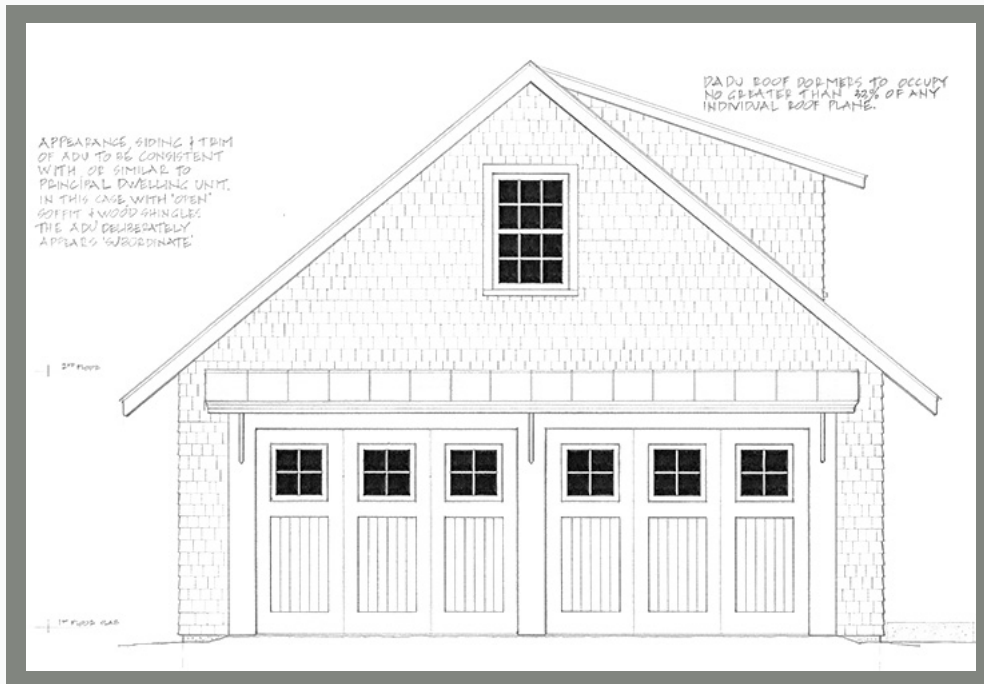 DADU ROOF DORMERS TO OCCUPY
NO GREATER THAN 33% OF ANY
INDIVIDUAL ROOF PLANE.
APPEARANCE, SIDING & TRIM
OF ADU TO BE CONSISTENT
WITH, OR SIMILAR TO
PRINCIPAL DWELLING UNIT.
IN THIS CASE WITH "OPEN"
SOFFIT & WOOD SHINGLES
THE ADU DELIBERATELY
APPEARS 'SUBORDINATE'
2ND FLOOR
1ST FLOOR SLAB